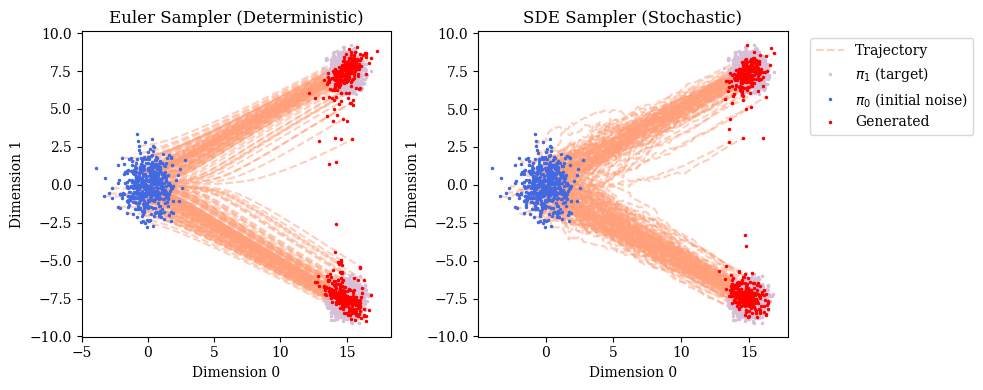 Euler Sampler (Deterministic)
10.0
7.5
5.0
2.5
0.0
−2.5
−5.0
−7.5
−10.0
Dimension 1
−5
0
5
10
15
Dimension 0
SDE Sampler (Stochastic)
10.0
7.5
5.0
2.5
0.0
−2.5
−5.0
−7.5
−10.0
Dimension 1
0
5
10
15
Dimension 0
Trajectory
π₁ (target)
π₀ (initial noise)
Generated